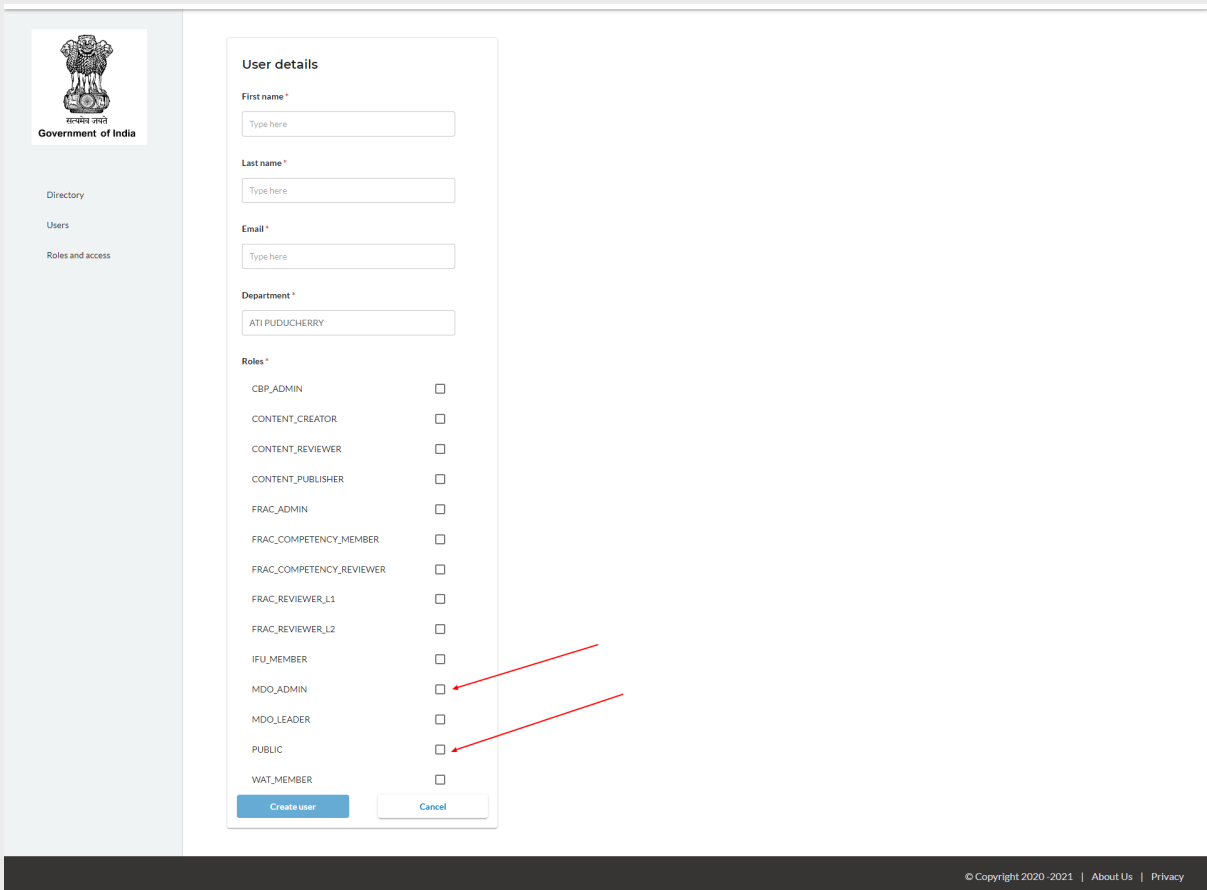 सत्यमेव जयते
Government of India
Directory
Users
Roles and access
User details
First name *
Type here
Last name *
Type here
Email *
Type here
Department *
ATI PUDUCHERRY
Roles *
CBP_ADMIN
CONTENT_CREATOR
CONTENT_REVIEWER
CONTENT_PUBLISHER
FRAC_ADMIN
FRAC_COMPETENCY_MEMBER
FRAC_COMPETENCY_REVIEWER
FRAC_REVIEWER_L1
FRAC_REVIEWER_L2
IFU_MEMBER
MDO_ADMIN
MDO_LEADER
PUBLIC
WAT_MEMBER
Create user Cancel
© Copyright 2020 -2021 | About Us | Privacy